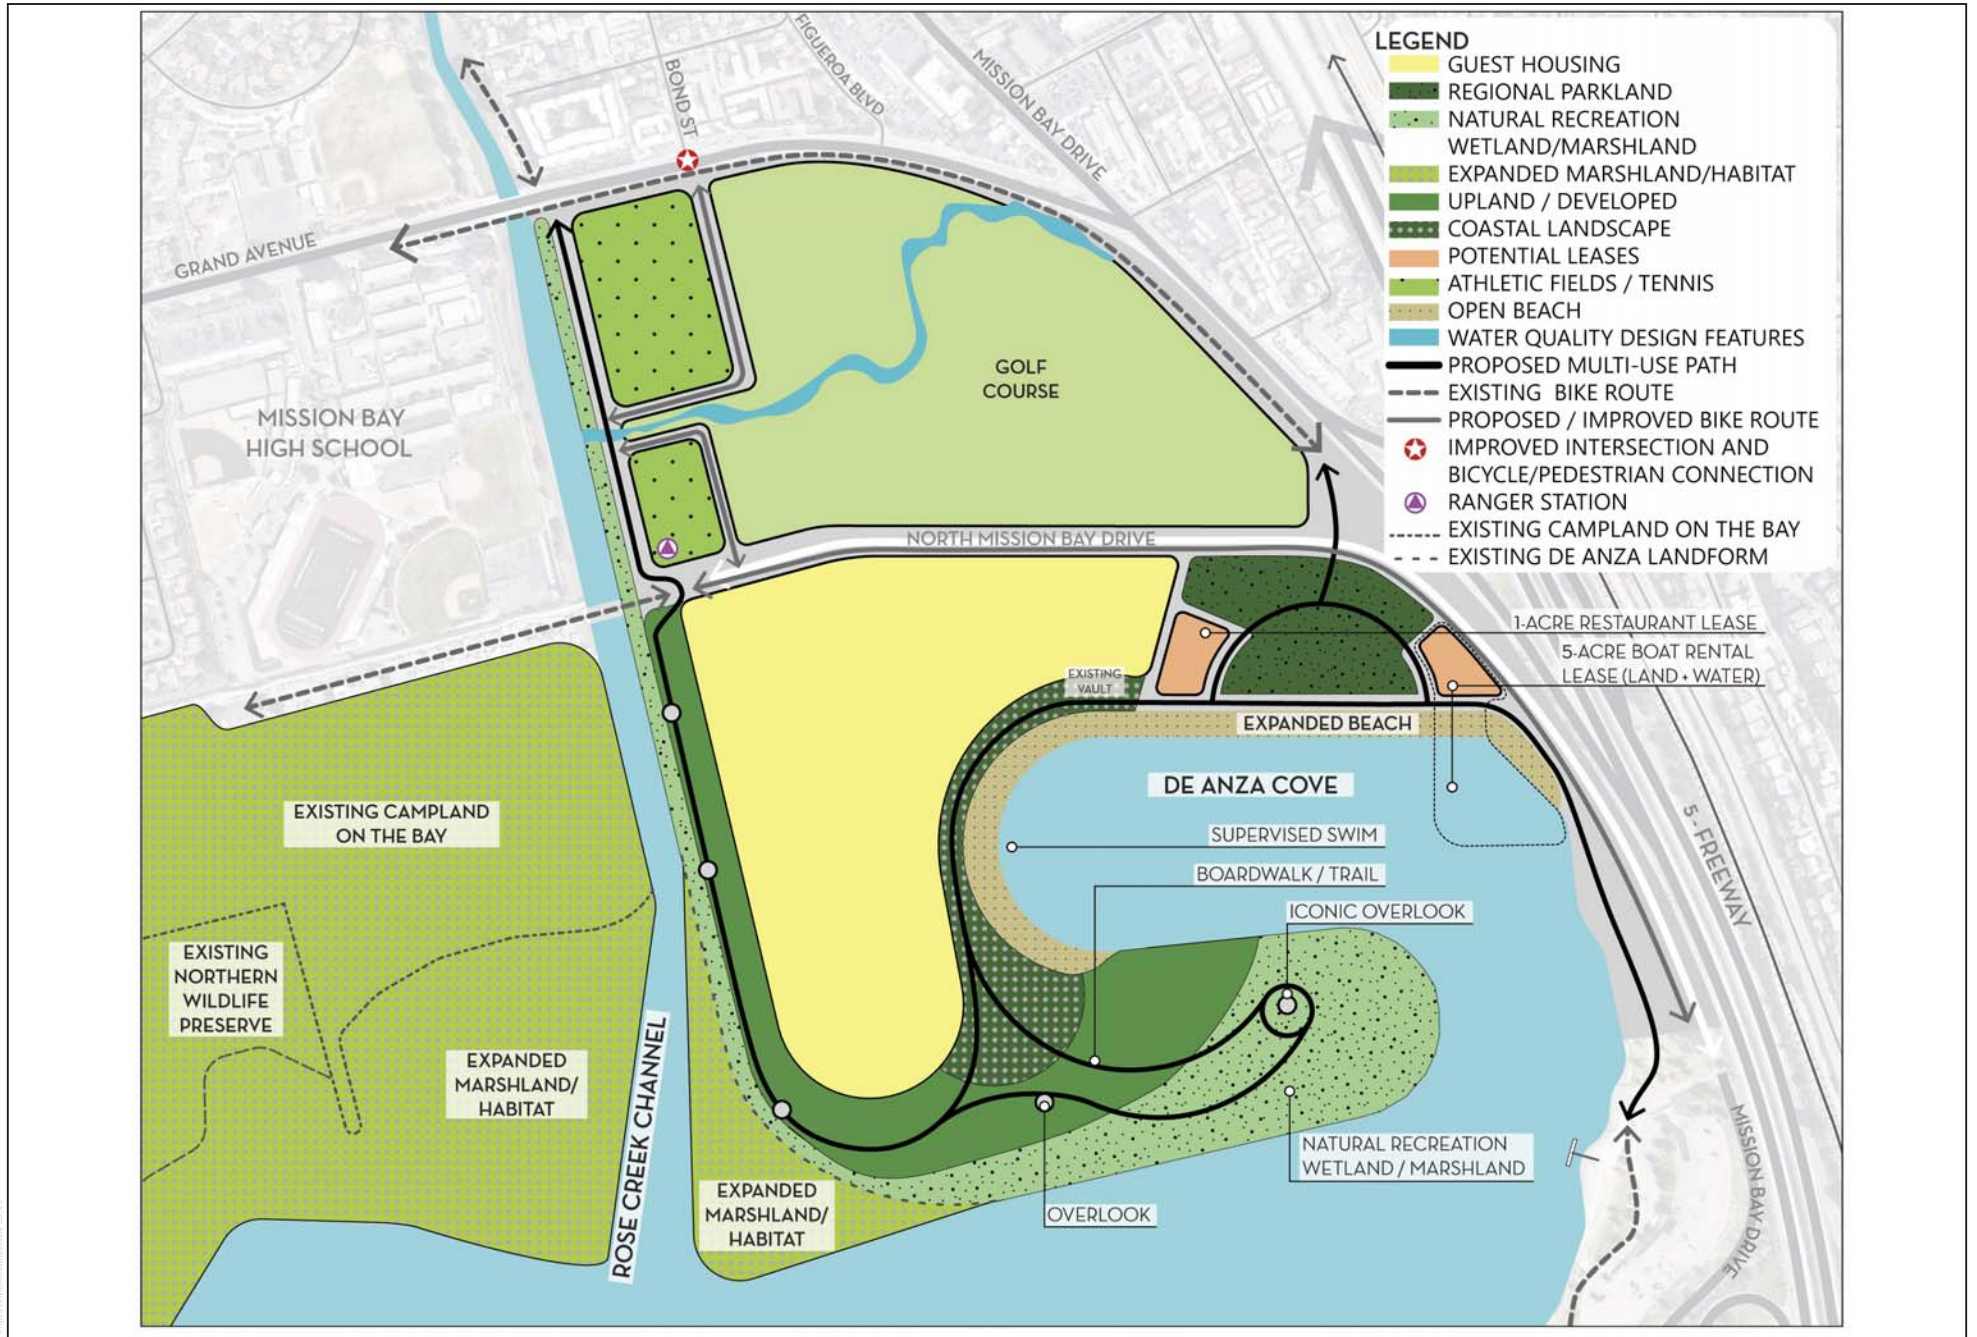 BOND ST
FIGUEROA BLVD
MISSION BAY DRIVE
GRAND AVENUE
LEGEND
GUEST HOUSING
REGIONAL PARKLAND
NATURAL RECREATION
WETLAND/MARSHLAND
EXPANDED MARSHLAND/HABITAT
UPLAND / DEVELOPED
COASTAL LANDSCAPE
POTENTIAL LEASES
ATHLETIC FIELDS / TENNIS
OPEN BEACH
WATER QUALITY DESIGN FEATURES
PROPOSED MULTI-USE PATH
EXISTING BIKE ROUTE
PROPOSED / IMPROVED BIKE ROUTE
IMPROVED INTERSECTION AND
BICYCLE/PEDESTRIAN CONNECTION
RANGER STATION
EXISTING CAMPLAND ON THE BAY
EXISTING DE ANZA LANDFORM
GOLF
COURSE
MISSION BAY
HIGH SCHOOL
NORTH MISSION BAY DRIVE
1-ACRE RESTAURANT LEASE
5-ACRE BOAT RENTAL
LEASE (LAND + WATER)
EXISTING
VAULT
EXPANDED BEACH
DE ANZA COVE
SUPERVISED SWIM
BOARDWALK / TRAIL
ICONIC OVERLOOK
5 - FREEWAY
EXISTING CAMPLAND
ON THE BAY
EXISTING
NORTHERN
WILDLIFE
PRESERVE
EXPANDED
MARSHLAND/
HABITAT
ROSE CREEK CHANNEL
EXPANDED
MARSHLAND/
HABITAT
OVERLOOK
NATURAL RECREATION
WETLAND / MARSHLAND
MISSION BAY DRIVE